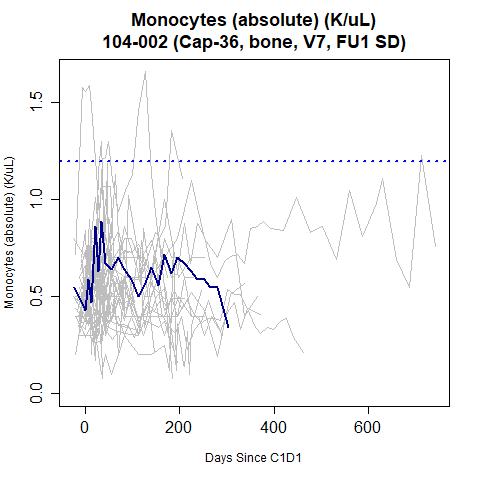 Monocytes (absolute) (K/uL)
104-002 (Cap-36, bone, V7, FU1 SD)
Monocytes (absolute) (K/uL)
1.5
1.0
0.5
0.0
0 200 400 600
Days Since C1D1